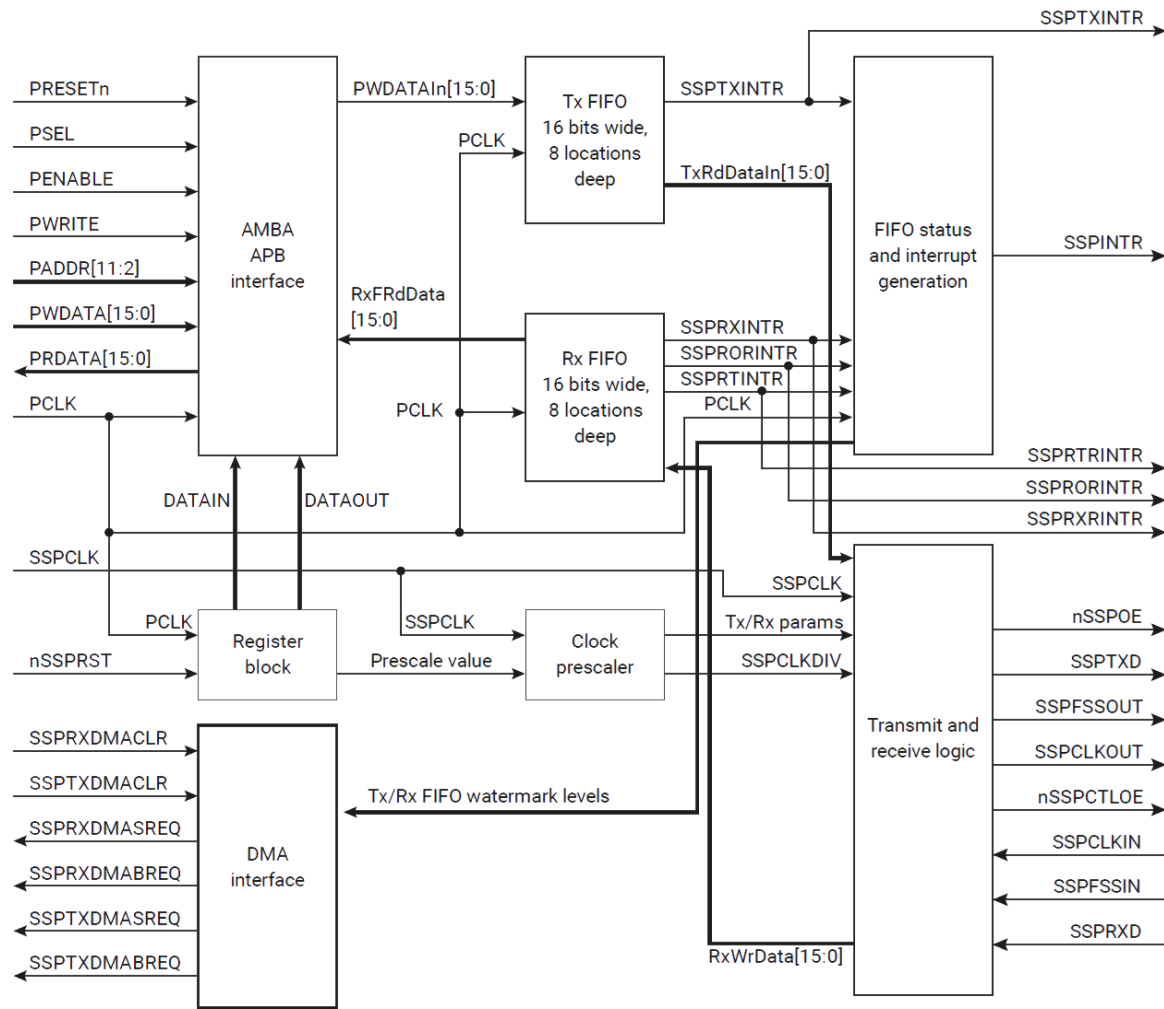 SSPTXINTR
PRESETn
PSEL
PENABLE
PWRITE
PADDR[11:2]
PWDATA[15:0]
PRDATA[15:0]
PCLK
AMBA
APB
interface
PWDATAIn[15:0]
PCLK
Tx FIFO
16 bits wide,
8 locations
deep
SSPTXINTR
TxRdDataIn[15:0]
FIFO status
and interrupt
generation
SSPINTR
RxFRdData
[15:0]
PCLK
Rx FIFO
16 bits wide,
8 locations
deep
SSPRXINTR
SSPRORINTR
SSPRTINTR
PCLK
SSPRTRINTR
SSPRORINTR
SSPRXRINTR
DATAIN
DATAOUT
SSPCLK
PCLK
nSSPRST
Register
block
SSPCLK
Prescale value
Clock
prescaler
SSPCLK
Tx/Rx params
SSPCLKDIV
Transmit and
receive logic
nSSPOE
SSPTXD
SSPFSSOUT
SSPCLKOUT
nSSPCTLOE
SSPCLKIN
SSPFSSIN
SSPRXD
SSPRXDMACLR
SSPTXDMACLR
SSPRXDMASREQ
SSPRXDMABREQ
SSPTXDMASREQ
SSPTXDMABREQ
DMA
interface
Tx/Rx FIFO watermark levels
RxWrData[15:0]